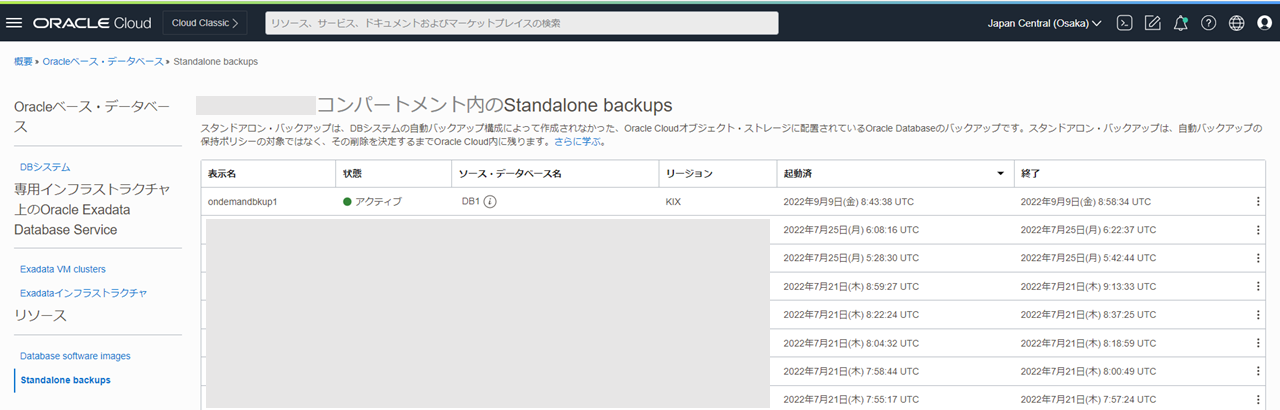 ORACLE Cloud
Cloud Classic
リソース、サービス、ドキュメントおよびマーケットプレイスの検索
Japan Central (Osaka)
概要 » Oracleベース・データベース » Standalone backups
Oracleベース・データベー
ス
DBシステム
専用インフラストラクチャ
上のOracle Exadata
Database Service
Exadata VM clusters
Exadataインフラストラクチャ
リソース
Database software images
Standalone backups
コンパートメント内のStandalone backups
スタンドアロン・バックアップは、DBシステムの自動バックアップ構成によって作成されなかった、Oracle Cloudオブジェクト・ストレージに配置されているOracle Databaseのバックアップです。スタンドアロン・バックアップは、自動バックアップの
保持ポリシーの対象ではなく、その削除を決定するまでOracle Cloud内に残ります。さらに学ぶ。
表示名 状態 ソース・データベース名 リージョン 起動済 終了
ondemandbkup1 アクティブ DB1 KIX 2022年9月9日(金) 8:43:38 UTC 2022年9月9日(金) 8:58:34 UTC
2022年7月25日(月) 6:08:16 UTC 2022年7月25日(月) 6:22:37 UTC
2022年7月25日(月) 5:28:30 UTC 2022年7月25日(月) 5:42:44 UTC
2022年7月21日(木) 8:59:27 UTC 2022年7月21日(木) 9:13:33 UTC
2022年7月21日(木) 8:22:24 UTC 2022年7月21日(木) 8:37:25 UTC
2022年7月21日(木) 8:04:32 UTC 2022年7月21日(木) 8:18:59 UTC
2022年7月21日(木) 7:58:44 UTC 2022年7月21日(木) 8:00:49 UTC
2022年7月21日(木) 7:55:17 UTC 2022年7月21日(木) 7:57:24 UTC